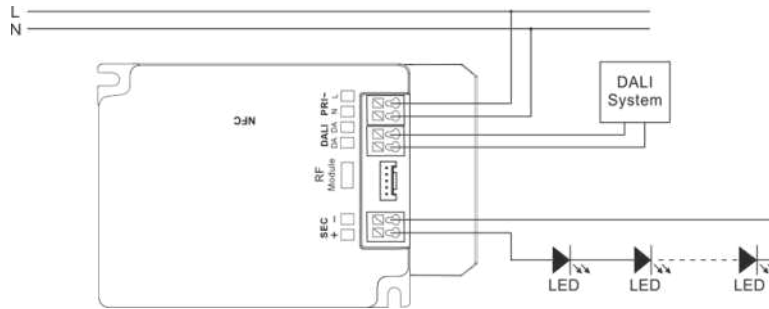 L
N
NFC
PRI~
L
N
DALI
DA
DA
RF
Module
SEC
−
+
DALI
System
LED
LED
LED